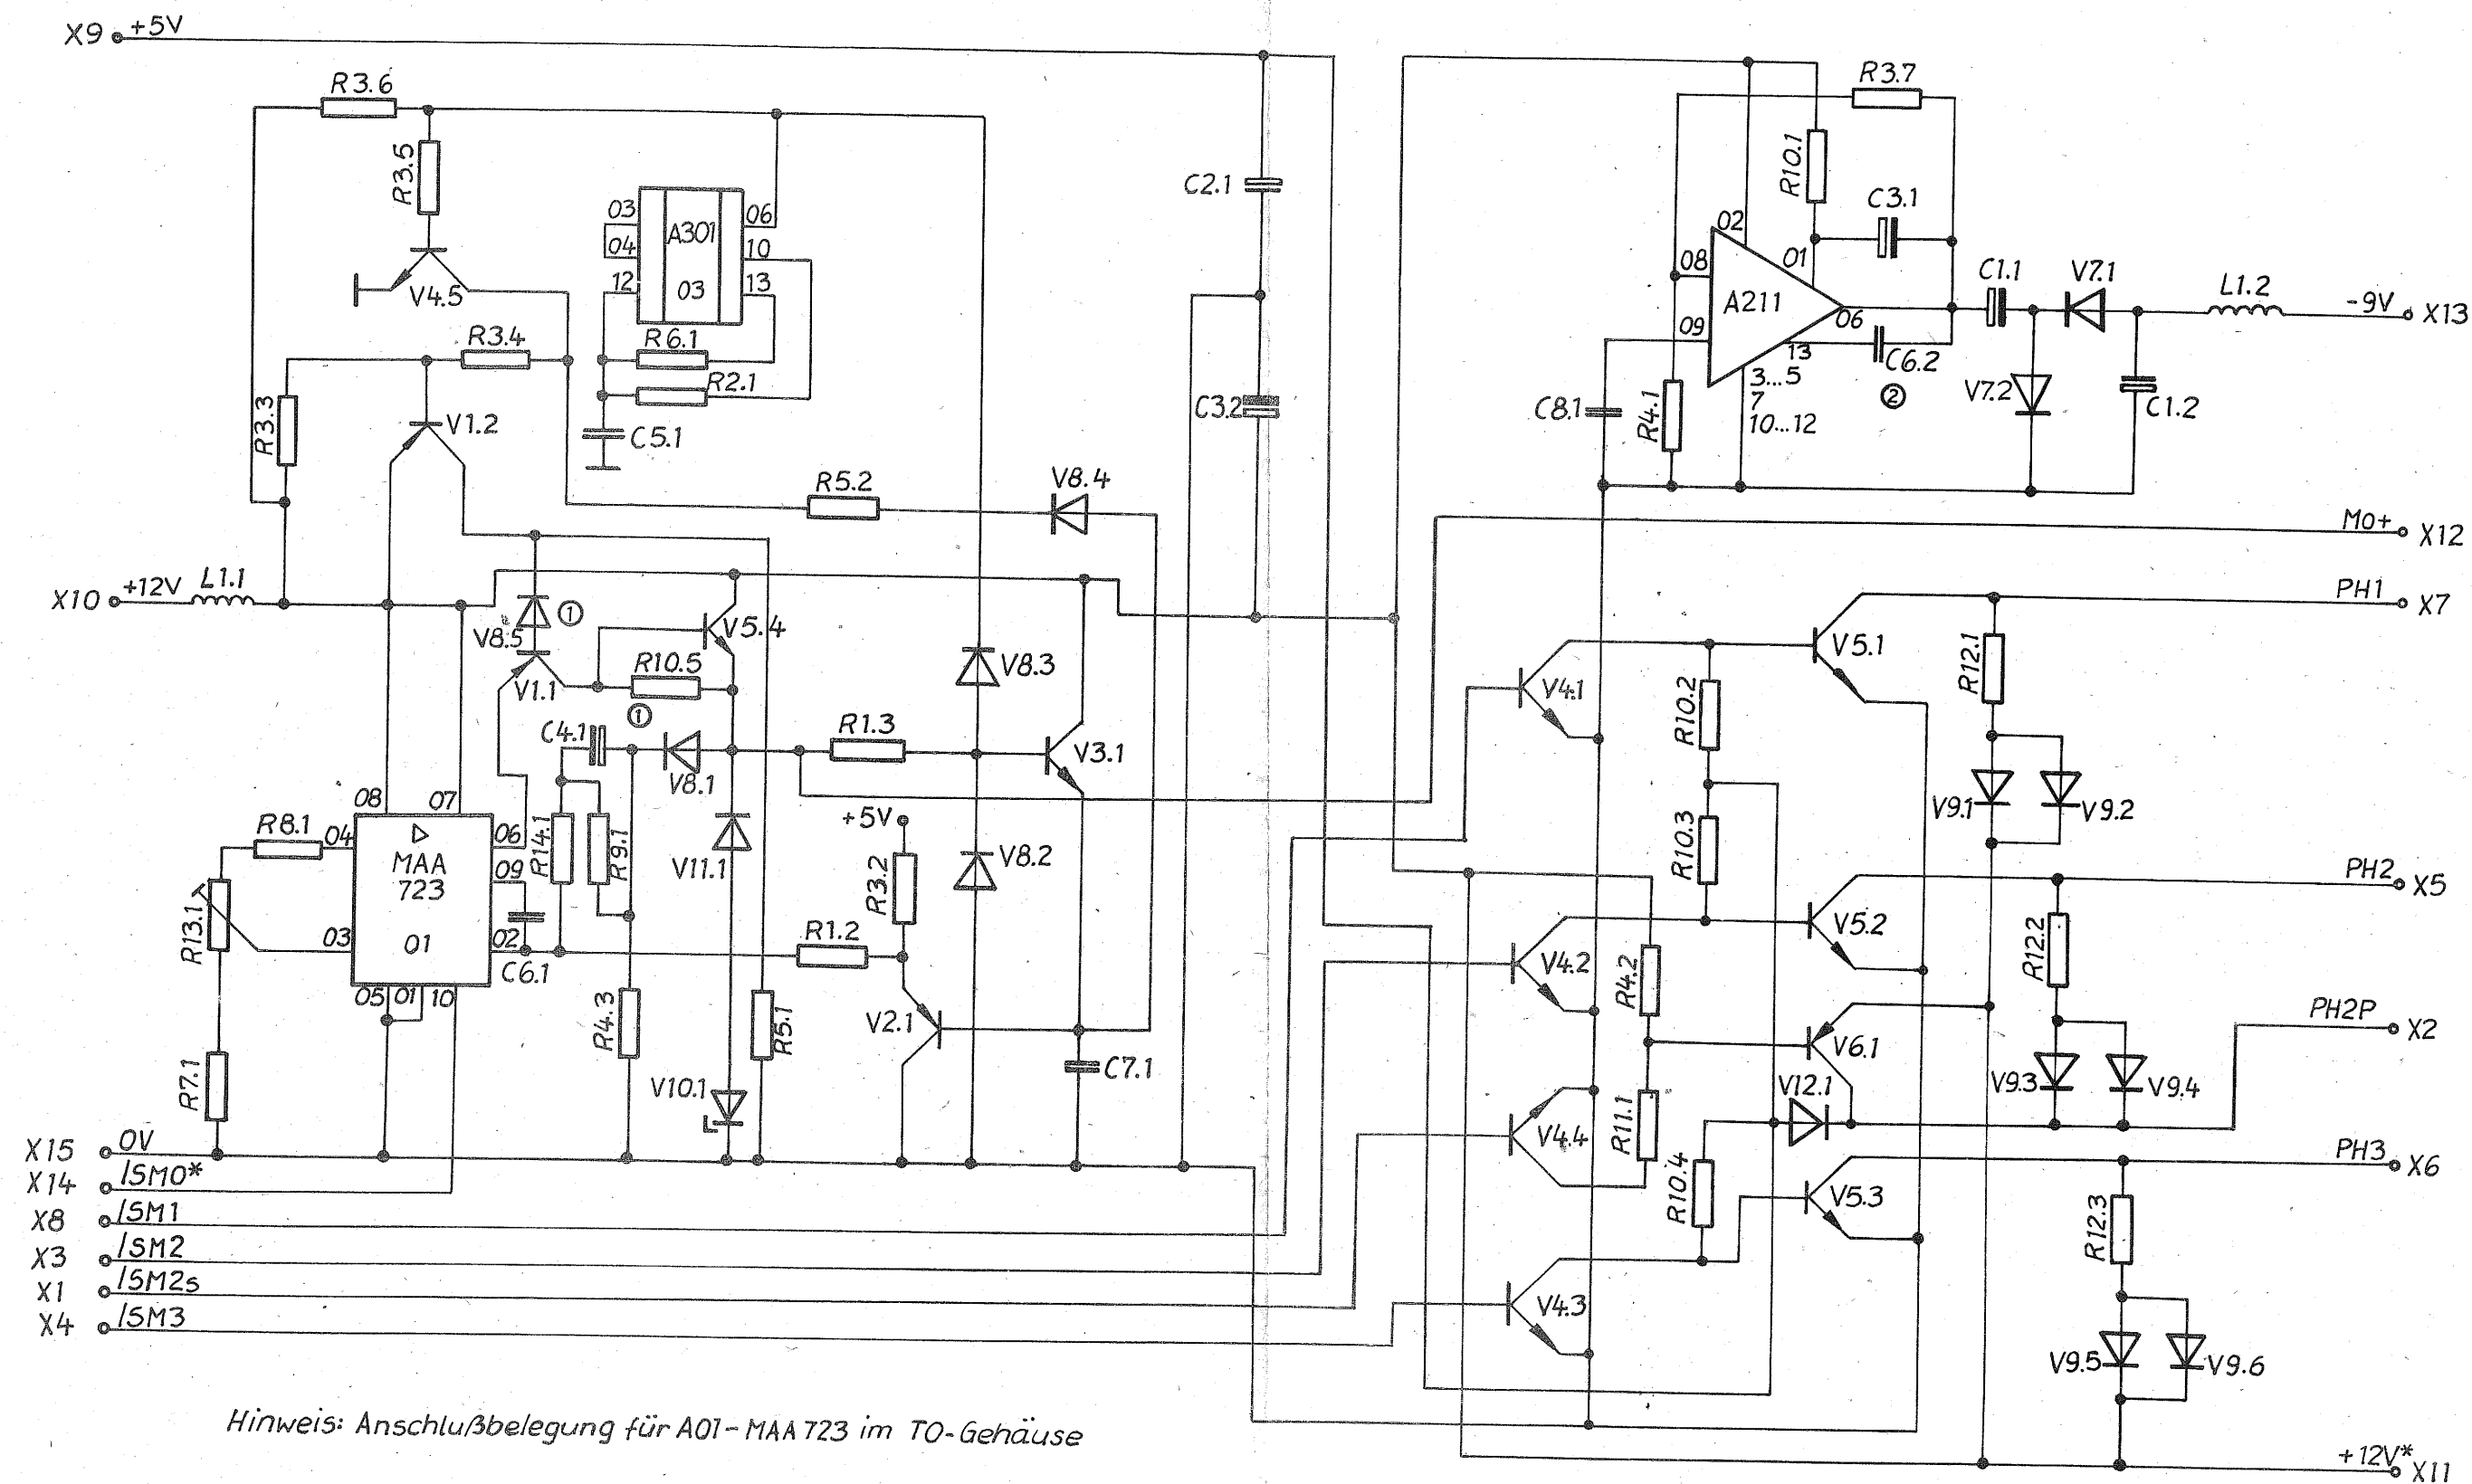 X9 +5V
R3.6
R3.7
R3.5
R10.1
C2.1
C3.1
A301
03
03
04
12
06
10
13
02
01
08
09
A211
06
13
3...5
7
10...12
C1.1
V7.1
L1.2
-9V X13
V4.5
R3.4
R6.1
R2.1
C6.2
②
V7.2
C1.2
C3.2
C8.1
R4.1
R3.3
V1.2
C5.1
R5.2
V8.4
M0+ X12
X10 +12V L1.1
①
V8.5
V5.4
PH1 X7
V1.1
R10.5
①
V8.3
V4.1
V5.1
R12.1
R10.2
C4.1
V8.1
R1.3
V3.1
V9.1
V9.2
08
07
+5V
R8.1
04
MAA
723
01
06
09
02
03
05
01
10
R14.1
R9.1
V11.1
R3.2
V8.2
R10.3
PH2 X5
R13.1
C6.1
R1.2
V4.2
V5.2
R12.2
R4.2
PH2P X2
R4.3
R5.1
V2.1
V6.1
R7.1
V10.1
C7.1
V12.1
V9.3
V9.4
V4.4
R11.1
X15 0V
X14 /SM0*
X8 /SM1
X3 /SM2
X1 /SM2s
X4 /SM3
R10.4
V5.3
PH3 X6
R12.3
V4.3
V9.5
V9.6
Hinweis: Anschlußbelegung für A01-MAA 723 im TO-Gehäuse
+12V* X11